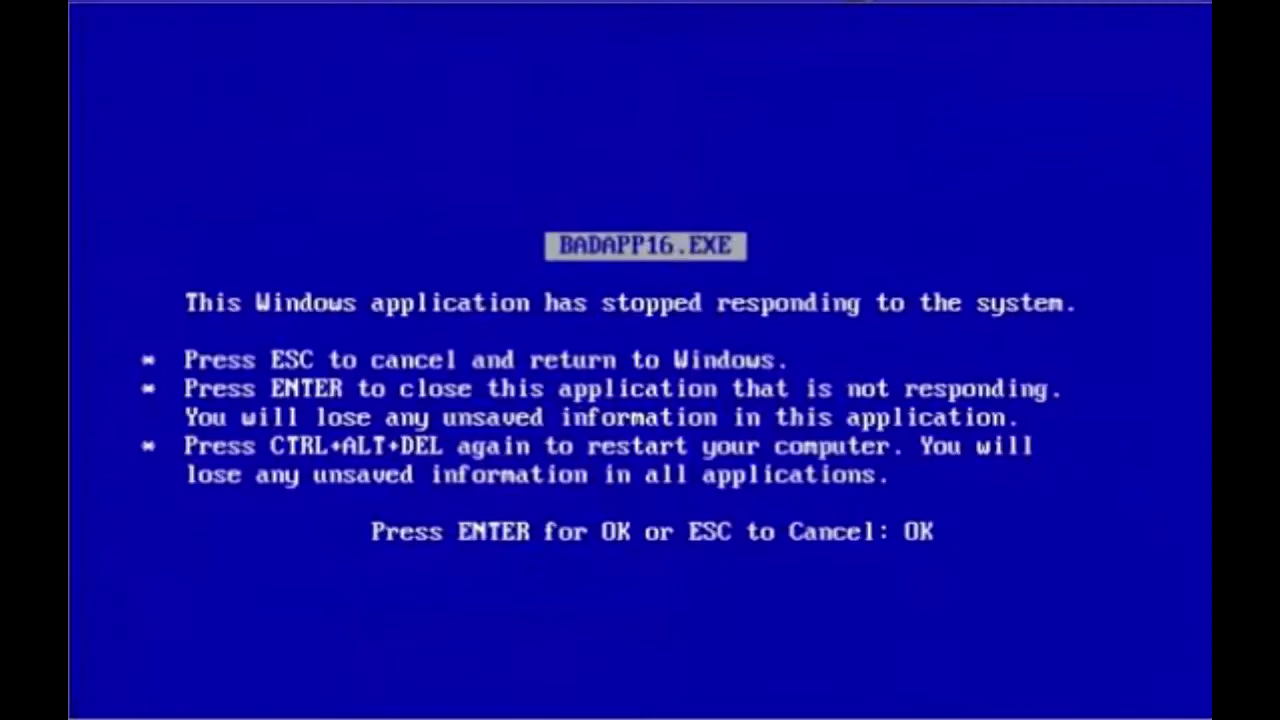 BADAPP16.EXE
This Windows application has stopped responding to the system.
* Press ESC to cancel and return to Windows.
* Press ENTER to close this application that is not responding.
You will lose any unsaved information in this application.
* Press CTRL+ALT+DEL again to restart your computer. You will
lose any unsaved information in all applications.
Press ENTER for OK or ESC to Cancel: OK